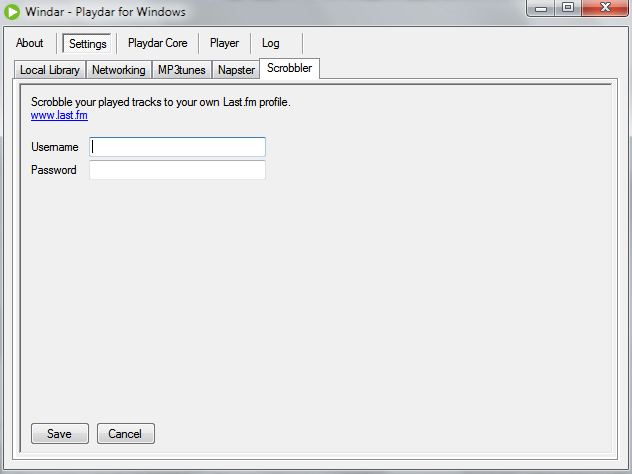 Windar - Playdar for Windows
About Settings Playdar Core Player Log
Local Library Networking MP3tunes Napster Scrobbler
Scrobble your played tracks to your own Last.fm profile.
www.last.fm
Username
Password
Save Cancel